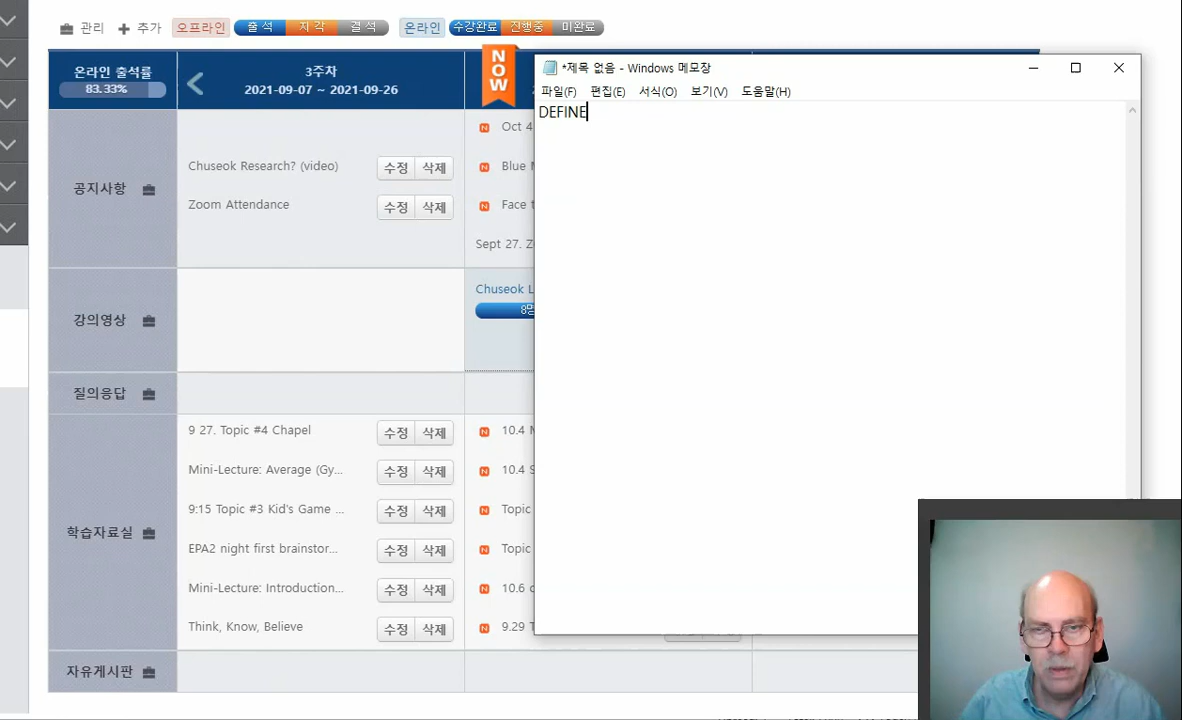 관리 추가 오프라인 출 석 지 각 결 석 온라인 수강완료 진행중 미완료
온라인 출석률
83.33%
3주차
2021-09-07 ~ 2021-09-26
NOW
*제목 없음 - Windows 메모장
파일(F) 편집(E) 서식(O) 보기(V) 도움말(H)
DEFINE
공지사항
Chuseok Research? (video) 수정 삭제
Zoom Attendance 수정 삭제
N Oct 4
N Blue
N Face t
Sept 27. Z
강의영상
Chuseok L
8명
질의응답
학습자료실
9 27. Topic #4 Chapel 수정 삭제
Mini-Lecture: Average (Gy... 수정 삭제
9:15 Topic #3 Kid's Game ... 수정 삭제
EPA2 night first brainstor... 수정 삭제
Mini-Lecture: Introduction... 수정 삭제
Think, Know, Believe 수정 삭제
N 10.4
N 10.4 S
N Topic
N Topic
N 10.6 c
N 9.29 T
자유게시판